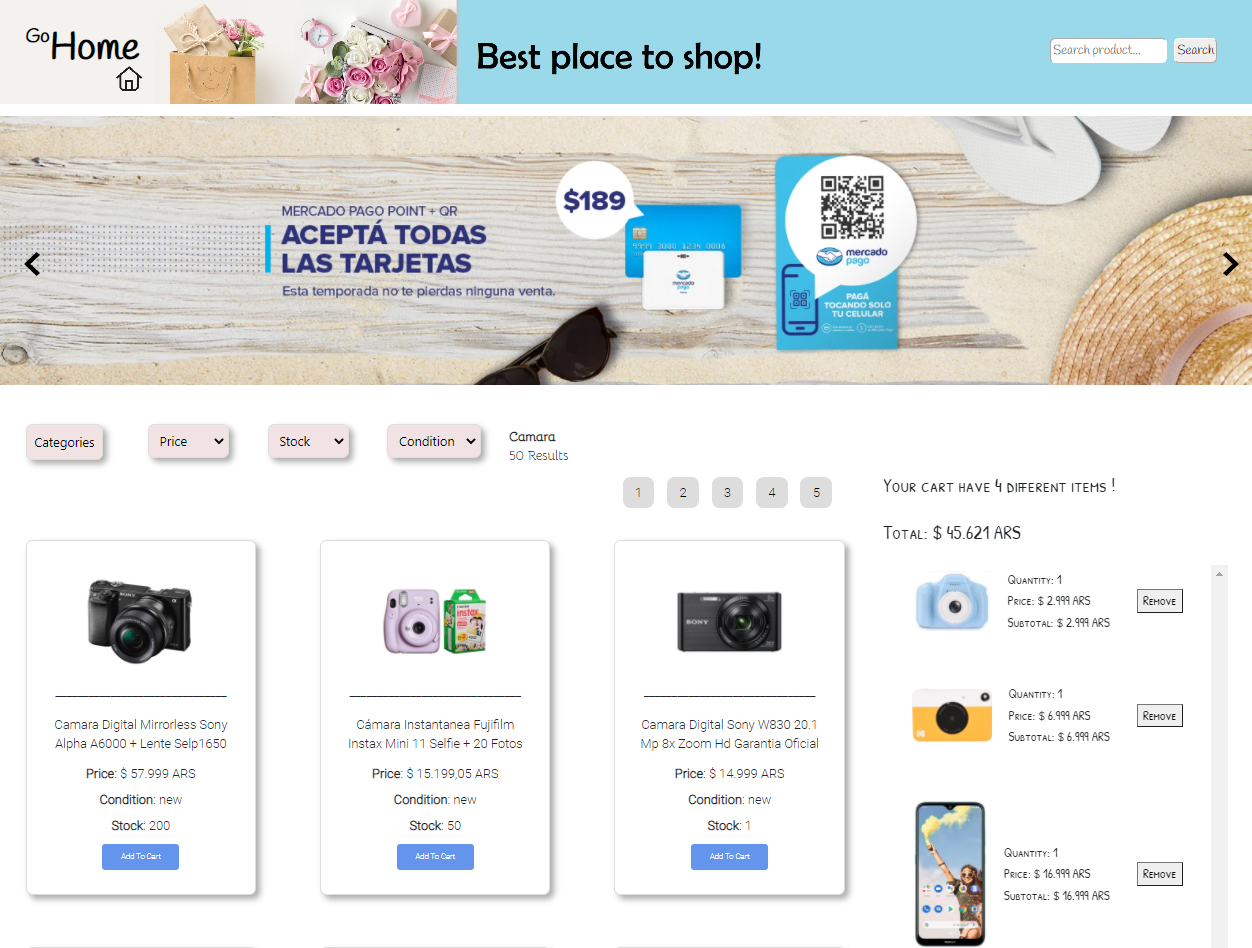 Go Home
Best place to shop!
Search product...
Search
MERCADO PAGO POINT + QR
ACEPTÁ TODAS
LAS TARJETAS
Esta temporada no te pierdas ninguna venta.
$189
mercado
pago
mercado
pago
PAGÁ
TOCANDO SOLO
TU CELULAR
Categories
Price
Stock
Condition
Camara
50 Results
1 2 3 4 5
Your cart have 4 different items !
Total: $ 45.621 ARS
SONY
Camara Digital Mirrorless Sony
Alpha A6000 + Lente Selp1650
Price: $ 57.999 ARS
Condition: new
Stock: 200
Add To Cart
instax
Cámara Instantanea Fujifilm
Instax Mini 11 Selfie + 20 Fotos
Price: $ 15.199,05 ARS
Condition: new
Stock: 50
Add To Cart
SONY
Camara Digital Sony W830 20.1
Mp 8x Zoom Hd Garantia Oficial
Price: $ 14.999 ARS
Condition: new
Stock: 1
Add To Cart
Quantity: 1
Price: $ 2.999 ARS
Subtotal: $ 2.999 ARS
Remove
Kodak
Quantity: 1
Price: $ 6.999 ARS
Subtotal: $ 6.999 ARS
Remove
Quantity: 1
Price: $ 16.999 ARS
Subtotal: $ 16.999 ARS
Remove
NOKIA